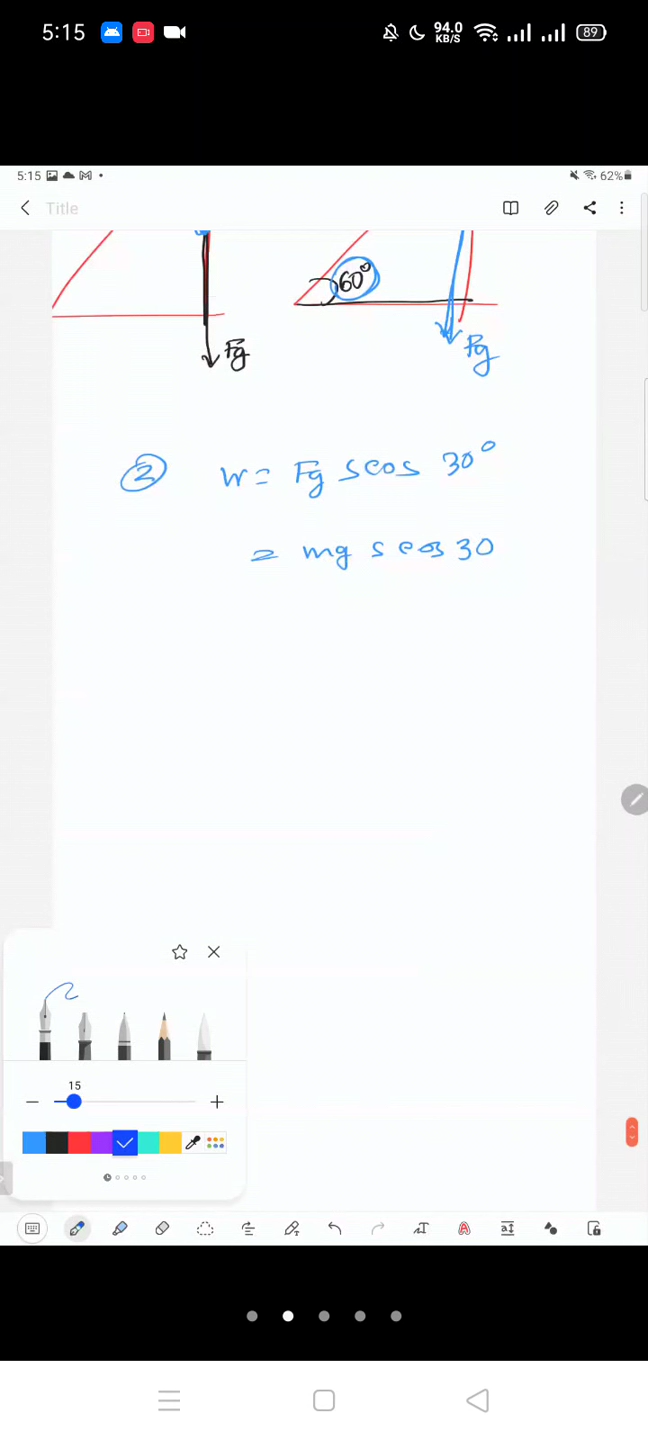 5:15 94.0 KB/S 89
5:15 62%
Title
60°
Fg Fg
② W = Fg s cos 30°
= mg s cos 30
15